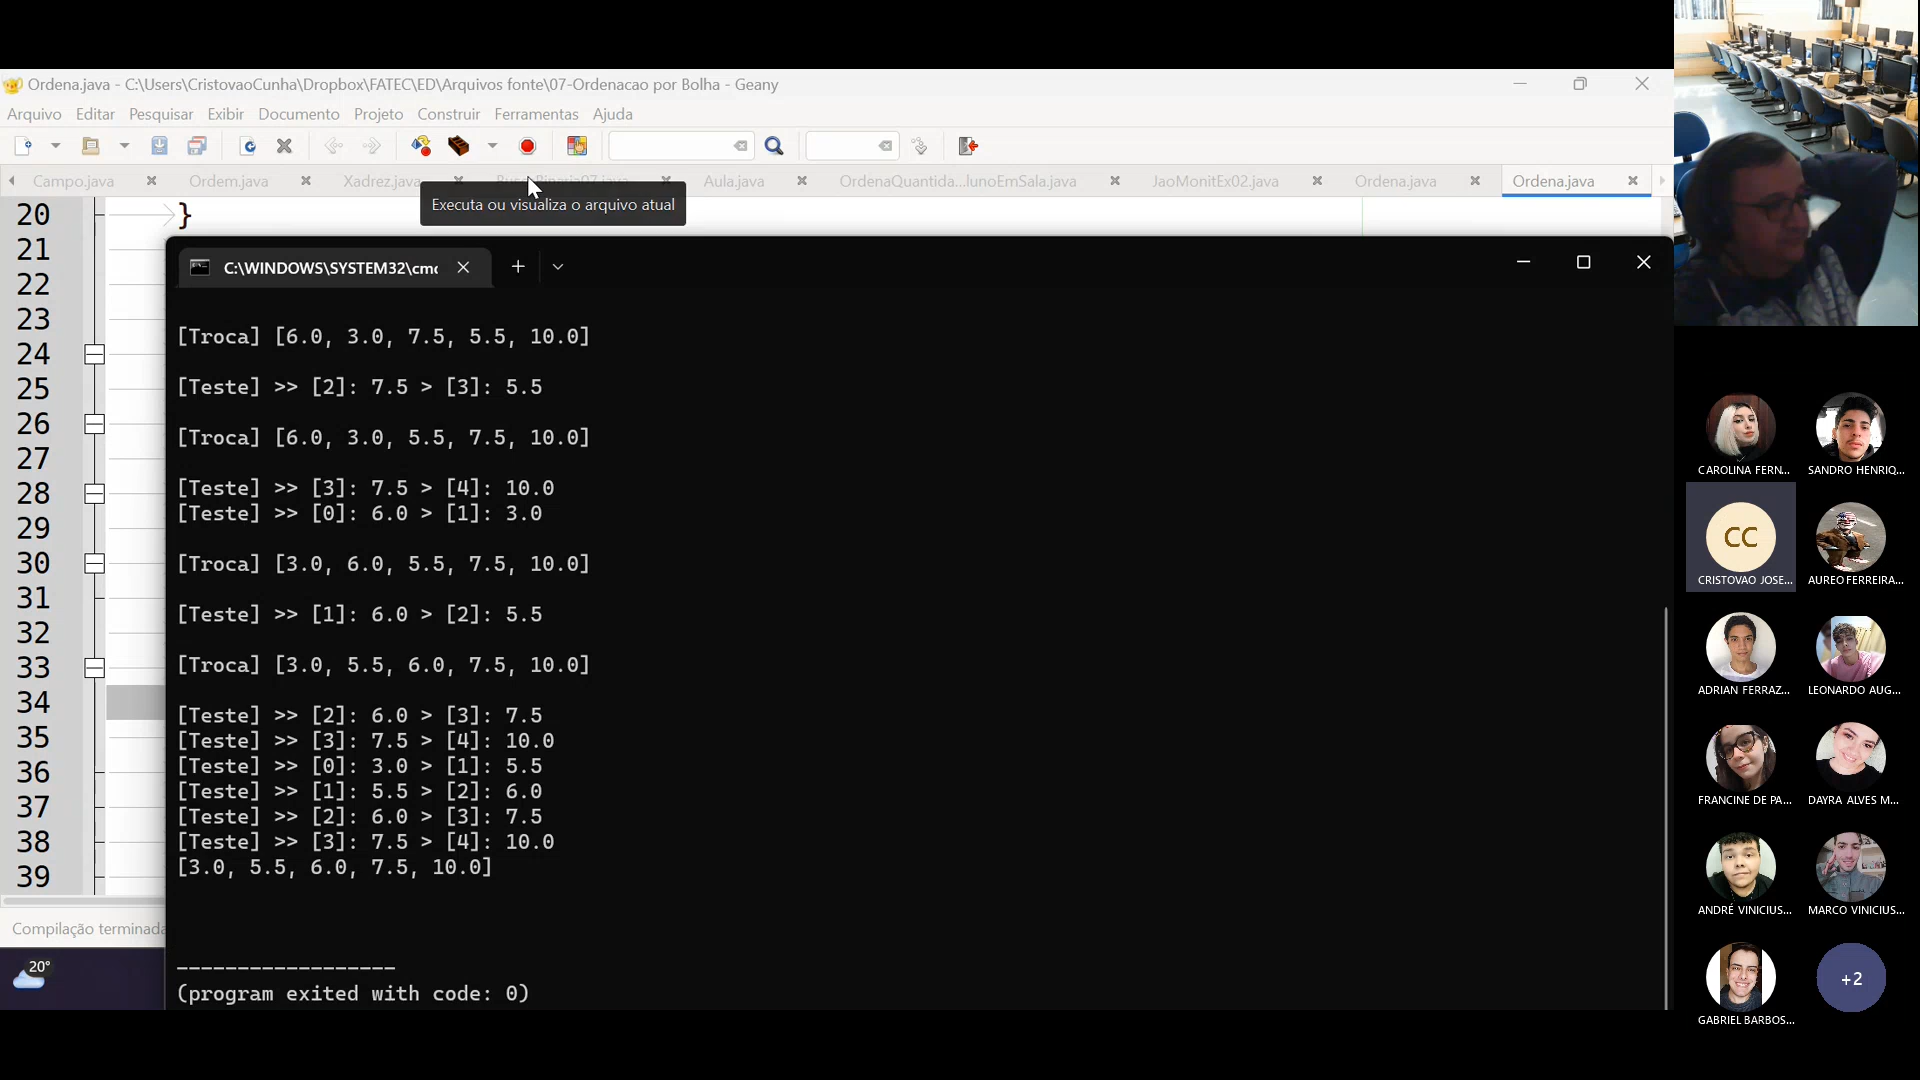 Ordena.java - C:\Users\CristovaoCunha\Dropbox\FATEC\ED\Arquivos fonte\07-Ordenacao por Bolha - Geany
Arquivo Editar Pesquisar Exibir Documento Projeto Construir Ferramentas Ajuda
Campo.java Ordem.java Xadrez.java Aula.java OrdenaQuantida...lunoEmSala.java JaoMonitEx02.java Ordena.java Ordena.java
Executa ou visualiza o arquivo atual
20 }
21
22
23
24
25
26
27
28
29
30
31
32
33
34
35
36
37
38
39
C:\WINDOWS\SYSTEM32\cmd
[Troca] [6.0, 3.0, 7.5, 5.5, 10.0]
[Teste] >> [2]: 7.5 > [3]: 5.5
[Troca] [6.0, 3.0, 5.5, 7.5, 10.0]
[Teste] >> [3]: 7.5 > [4]: 10.0
[Teste] >> [0]: 6.0 > [1]: 3.0
[Troca] [3.0, 6.0, 5.5, 7.5, 10.0]
[Teste] >> [1]: 6.0 > [2]: 5.5
[Troca] [3.0, 5.5, 6.0, 7.5, 10.0]
[Teste] >> [2]: 6.0 > [3]: 7.5
[Teste] >> [3]: 7.5 > [4]: 10.0
[Teste] >> [0]: 3.0 > [1]: 5.5
[Teste] >> [1]: 5.5 > [2]: 6.0
[Teste] >> [2]: 6.0 > [3]: 7.5
[Teste] >> [3]: 7.5 > [4]: 10.0
[3.0, 5.5, 6.0, 7.5, 10.0]
------------------
(program exited with code: 0)
Compilação terminada
20°
CAROLINA FERN... SANDRO HENRIQ...
CC
CRISTOVAO JOSE... AUREO FERREIRA...
ADRIAN FERRAZ... LEONARDO AUG...
FRANCINE DE PA... DAYRA ALVES M...
ANDRÉ VINICIUS... MARCO VINICIUS...
+2
GABRIEL BARBOS...